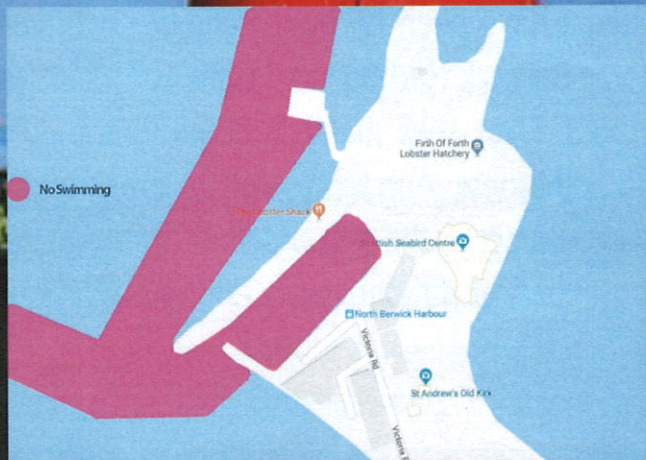 Firth Of Forth
Lobster Hatchery
No Swimming
The Lobster Shack
Scottish Seabird Centre
North Berwick Harbour
Victoria Rd
St Andrew's Old Kirk
Victoria R